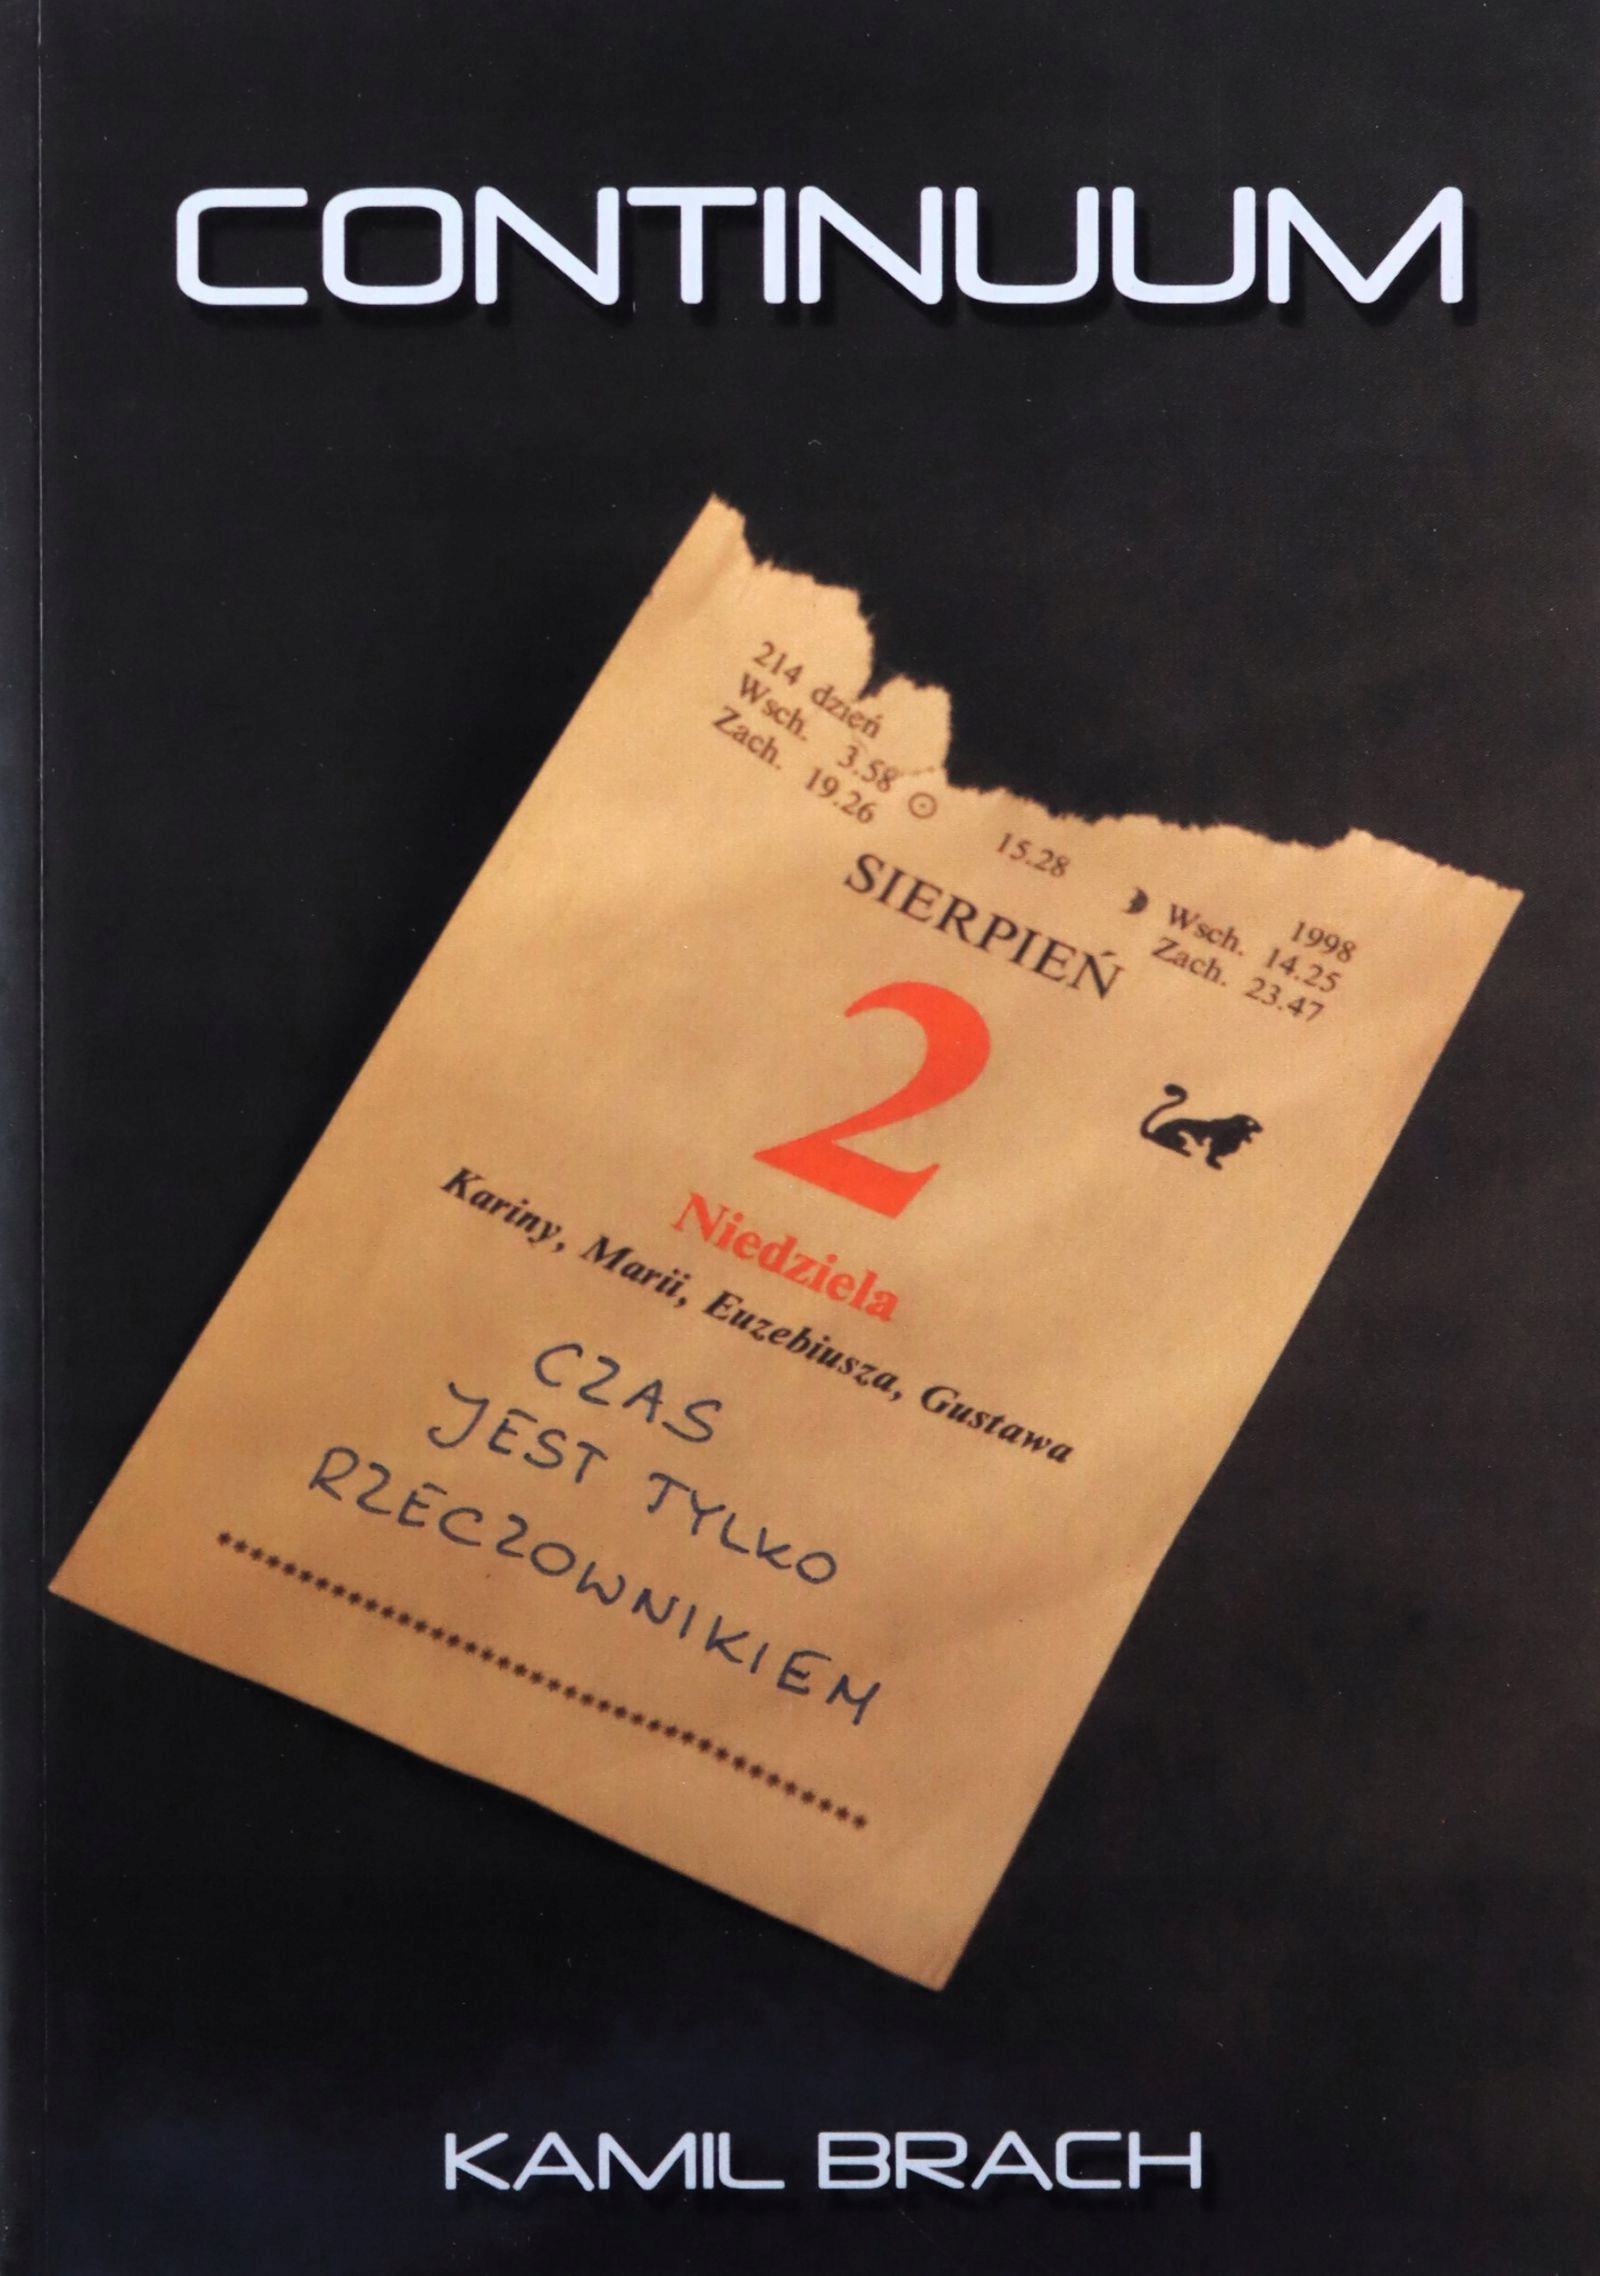 CONTINUUM
214 dzień
Wsch. 3.58
Zach. 19.26
15.28
1998
Wsch. 14.25
Zach. 23.47
SIERPIEŃ
2
Niedziela
Kariny, Marii, Euzebiusza, Gustawa
CZAS
JEST TYLKO
RZECZOWNIKIEM
****************************************
KAMIL BRACH